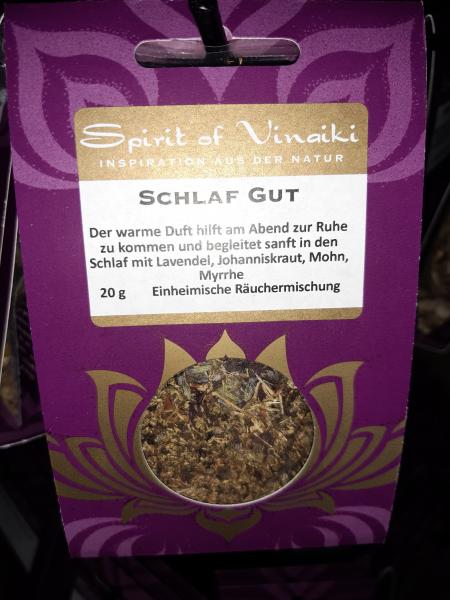 Spirit of Vinaiki
INSPIRATION AUS DER NATUR
SCHLAF GUT
Der warme Duft hilft am Abend zur Ruhe
zu kommen und begleitet sanft in den
Schlaf mit Lavendel, Johanniskraut, Mohn,
Myrrhe
20 g Einheimische Räuchermischung